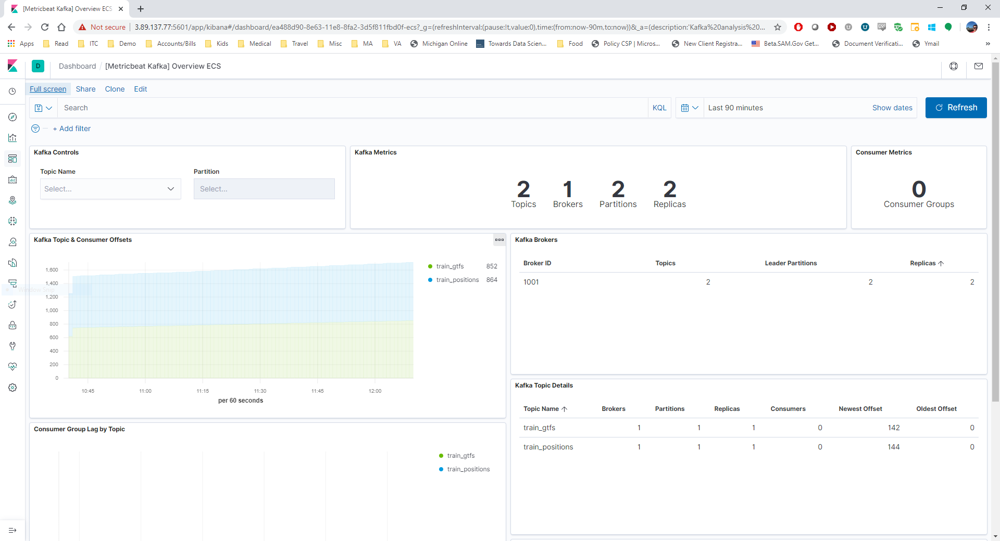 [Metricbeat Kafka] Overview ECS
Not secure 3.89.137.77:5601/app/kibana#/dashboard/ea488d90-8e63-11e8-8fa2-3d5f811fbd0f-ecs?_g=(refreshInterval:(pause:!t,value:0),time:(from:now-90m,to:now))&_a=(description:'Kafka%20analysis%20...
Apps Read ITC Demo Accounts/Bills Kids Medical Travel Misc MA VA Michigan Online Towards Data Scien... Food Policy CSP | Micros... New Client Registra... Beta.SAM.Gov Get... Document Verificati... Ymail »
D Dashboard / [Metricbeat Kafka] Overview ECS
Full screen Share Clone Edit
Search KQL Last 90 minutes Show dates Refresh
+ Add filter
Kafka Controls
Topic Name Partition
Select... Select...
Kafka Metrics
2 1 2 2
Topics Brokers Partitions Replicas
Consumer Metrics
0
Consumer Groups
Kafka Topic & Consumer Offsets
train_gtfs 852
train_positions 864
1,600
1,400
1,200
1,000
800
600
400
200
0
10:45 11:00 11:15 11:30 11:45 12:00
per 60 seconds
Window Snip
Kafka Brokers
Broker ID Topics Leader Partitions Replicas
1001 2 2 2
Kafka Topic Details
Topic Name Brokers Partitions Replicas Consumers Newest Offset Oldest Offset
train_gtfs 1 1 1 0 142 0
train_positions 1 1 1 0 144 0
Consumer Group Lag by Topic
train_gtfs
train_positions